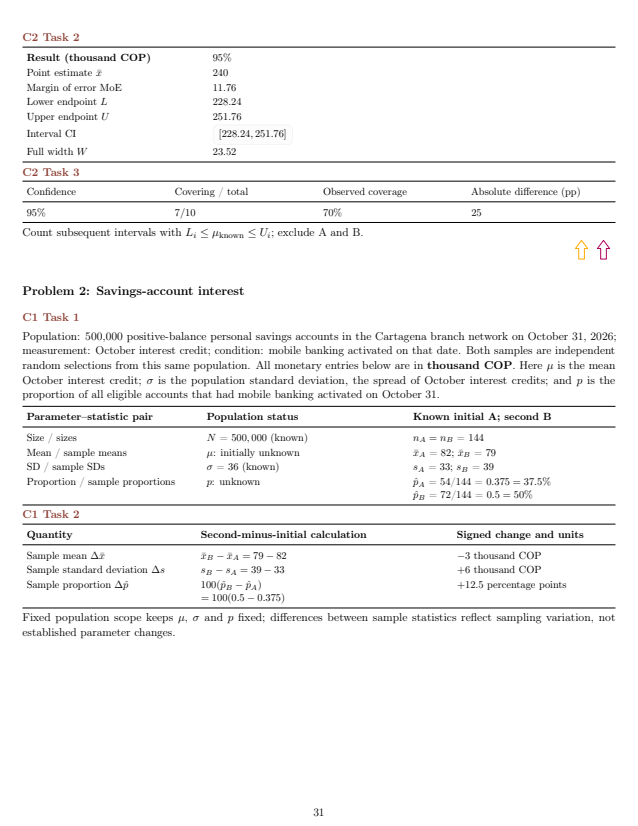 C2 Task 2
Result (thousand COP) 95%
Point estimate x̄ 240
Margin of error MoE 11.76
Lower endpoint L 228.24
Upper endpoint U 251.76
Interval CI [228.24, 251.76]
Full width W 23.52
C2 Task 3
Confidence Covering / total Observed coverage Absolute difference (pp)
95% 7/10 70% 25
Count subsequent intervals with Lᵢ ≤ μknown ≤ Uᵢ; exclude A and B.
Problem 2: Savings-account interest
C1 Task 1
Population: 500,000 positive-balance personal savings accounts in the Cartagena branch network on October 31, 2026;
measurement: October interest credit; condition: mobile banking activated on that date. Both samples are independent
random selections from this same population. All monetary entries below are in thousand COP. Here μ is the mean
October interest credit; σ is the population standard deviation, the spread of October interest credits; and p is the
proportion of all eligible accounts that had mobile banking activated on October 31.
Parameter–statistic pair Population status Known initial A; second B
Size / sizes N = 500,000 (known) n_A = n_B = 144
Mean / sample means μ: initially unknown x̄_A = 82; x̄_B = 79
SD / sample SDs σ = 36 (known) s_A = 33; s_B = 39
Proportion / sample proportions p: unknown p̂_A = 54/144 = 0.375 = 37.5%
p̂_B = 72/144 = 0.5 = 50%
C1 Task 2
Quantity Second-minus-initial calculation Signed change and units
Sample mean Δx̄ x̄_B − x̄_A = 79 − 82 −3 thousand COP
Sample standard deviation Δs s_B − s_A = 39 − 33 +6 thousand COP
Sample proportion Δp̂ 100(p̂_B − p̂_A) +12.5 percentage points
= 100(0.5 − 0.375)
Fixed population scope keeps μ, σ and p fixed; differences between sample statistics reflect sampling variation, not
established parameter changes.
31